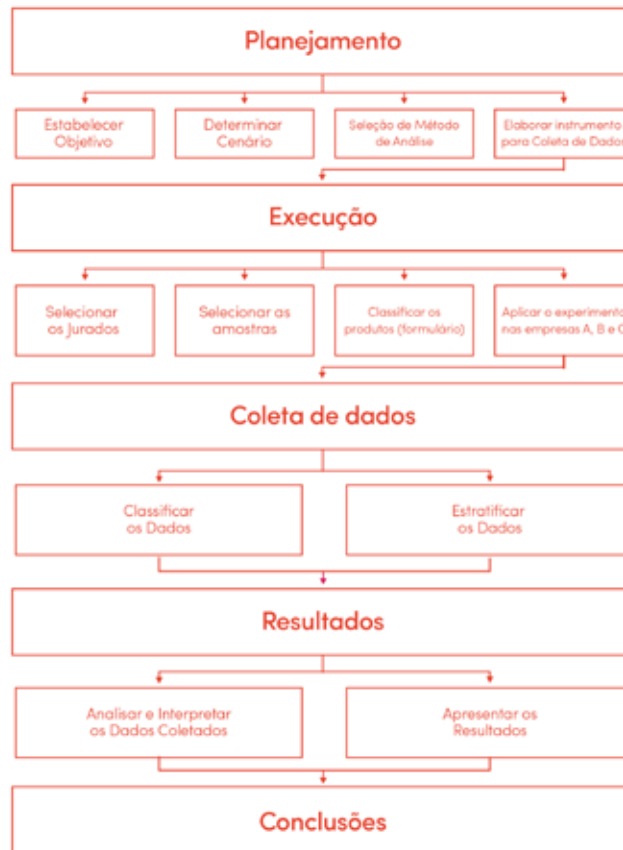 Planejamento
Estabelecer
Objetivo
Determinar
Cenário
Seleção de Método
de Análise
Elaborar instrumento
para Coleta de Dados
Execução
Selecionar
os Jurados
Selecionar as
amostras
Classificar os
produtos (formulário)
Aplicar o experimento
nas empresas A, B e C
Coleta de dados
Classificar
os Dados
Estratificar
os Dados
Resultados
Analisar e Interpretar
os Dados Coletados
Apresentar os
Resultados
Conclusões